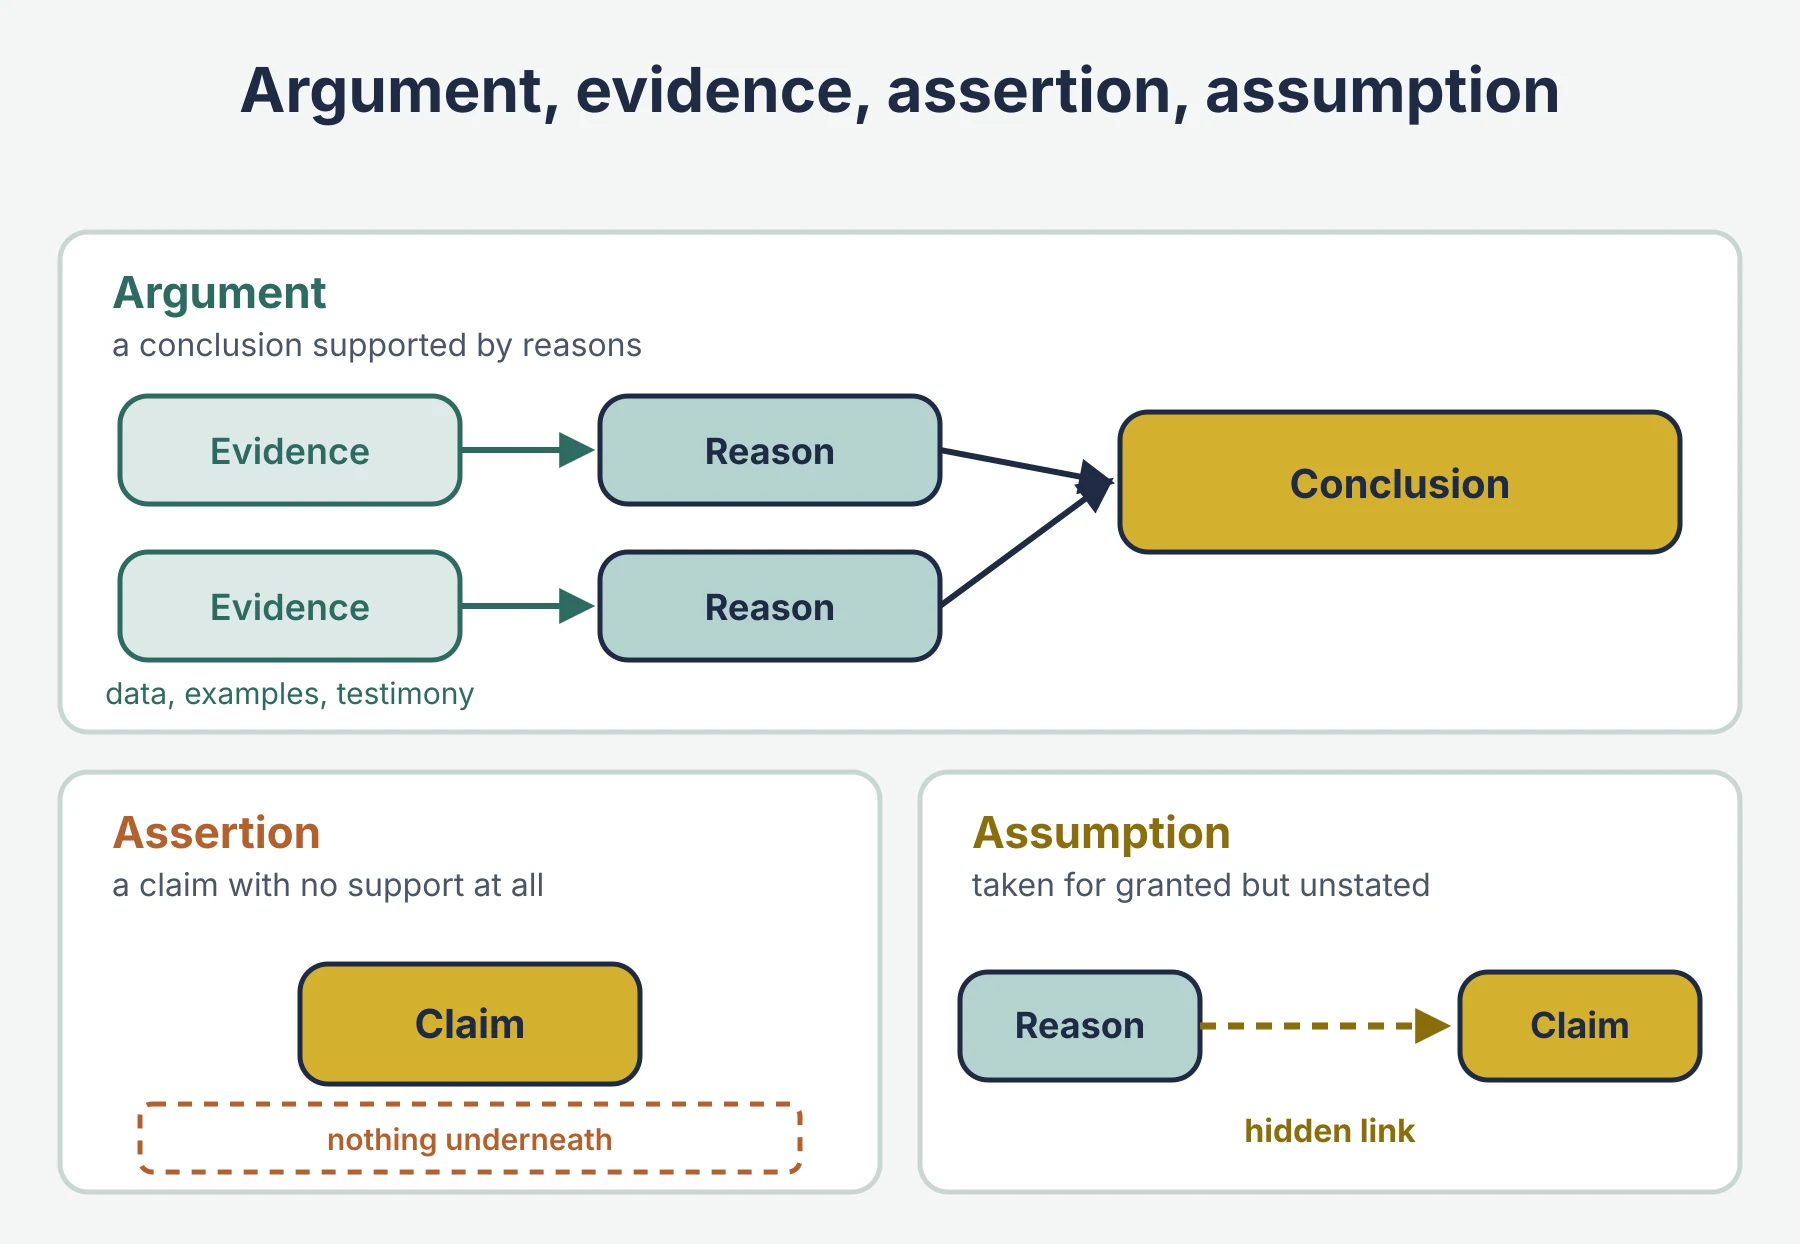 Argument, evidence, assertion, assumption
Argument
a conclusion supported by reasons
Evidence
Reason
Conclusion
Evidence
Reason
data, examples, testimony
Assertion
a claim with no support at all
Claim
nothing underneath
Assumption
taken for granted but unstated
Reason
Claim
hidden link